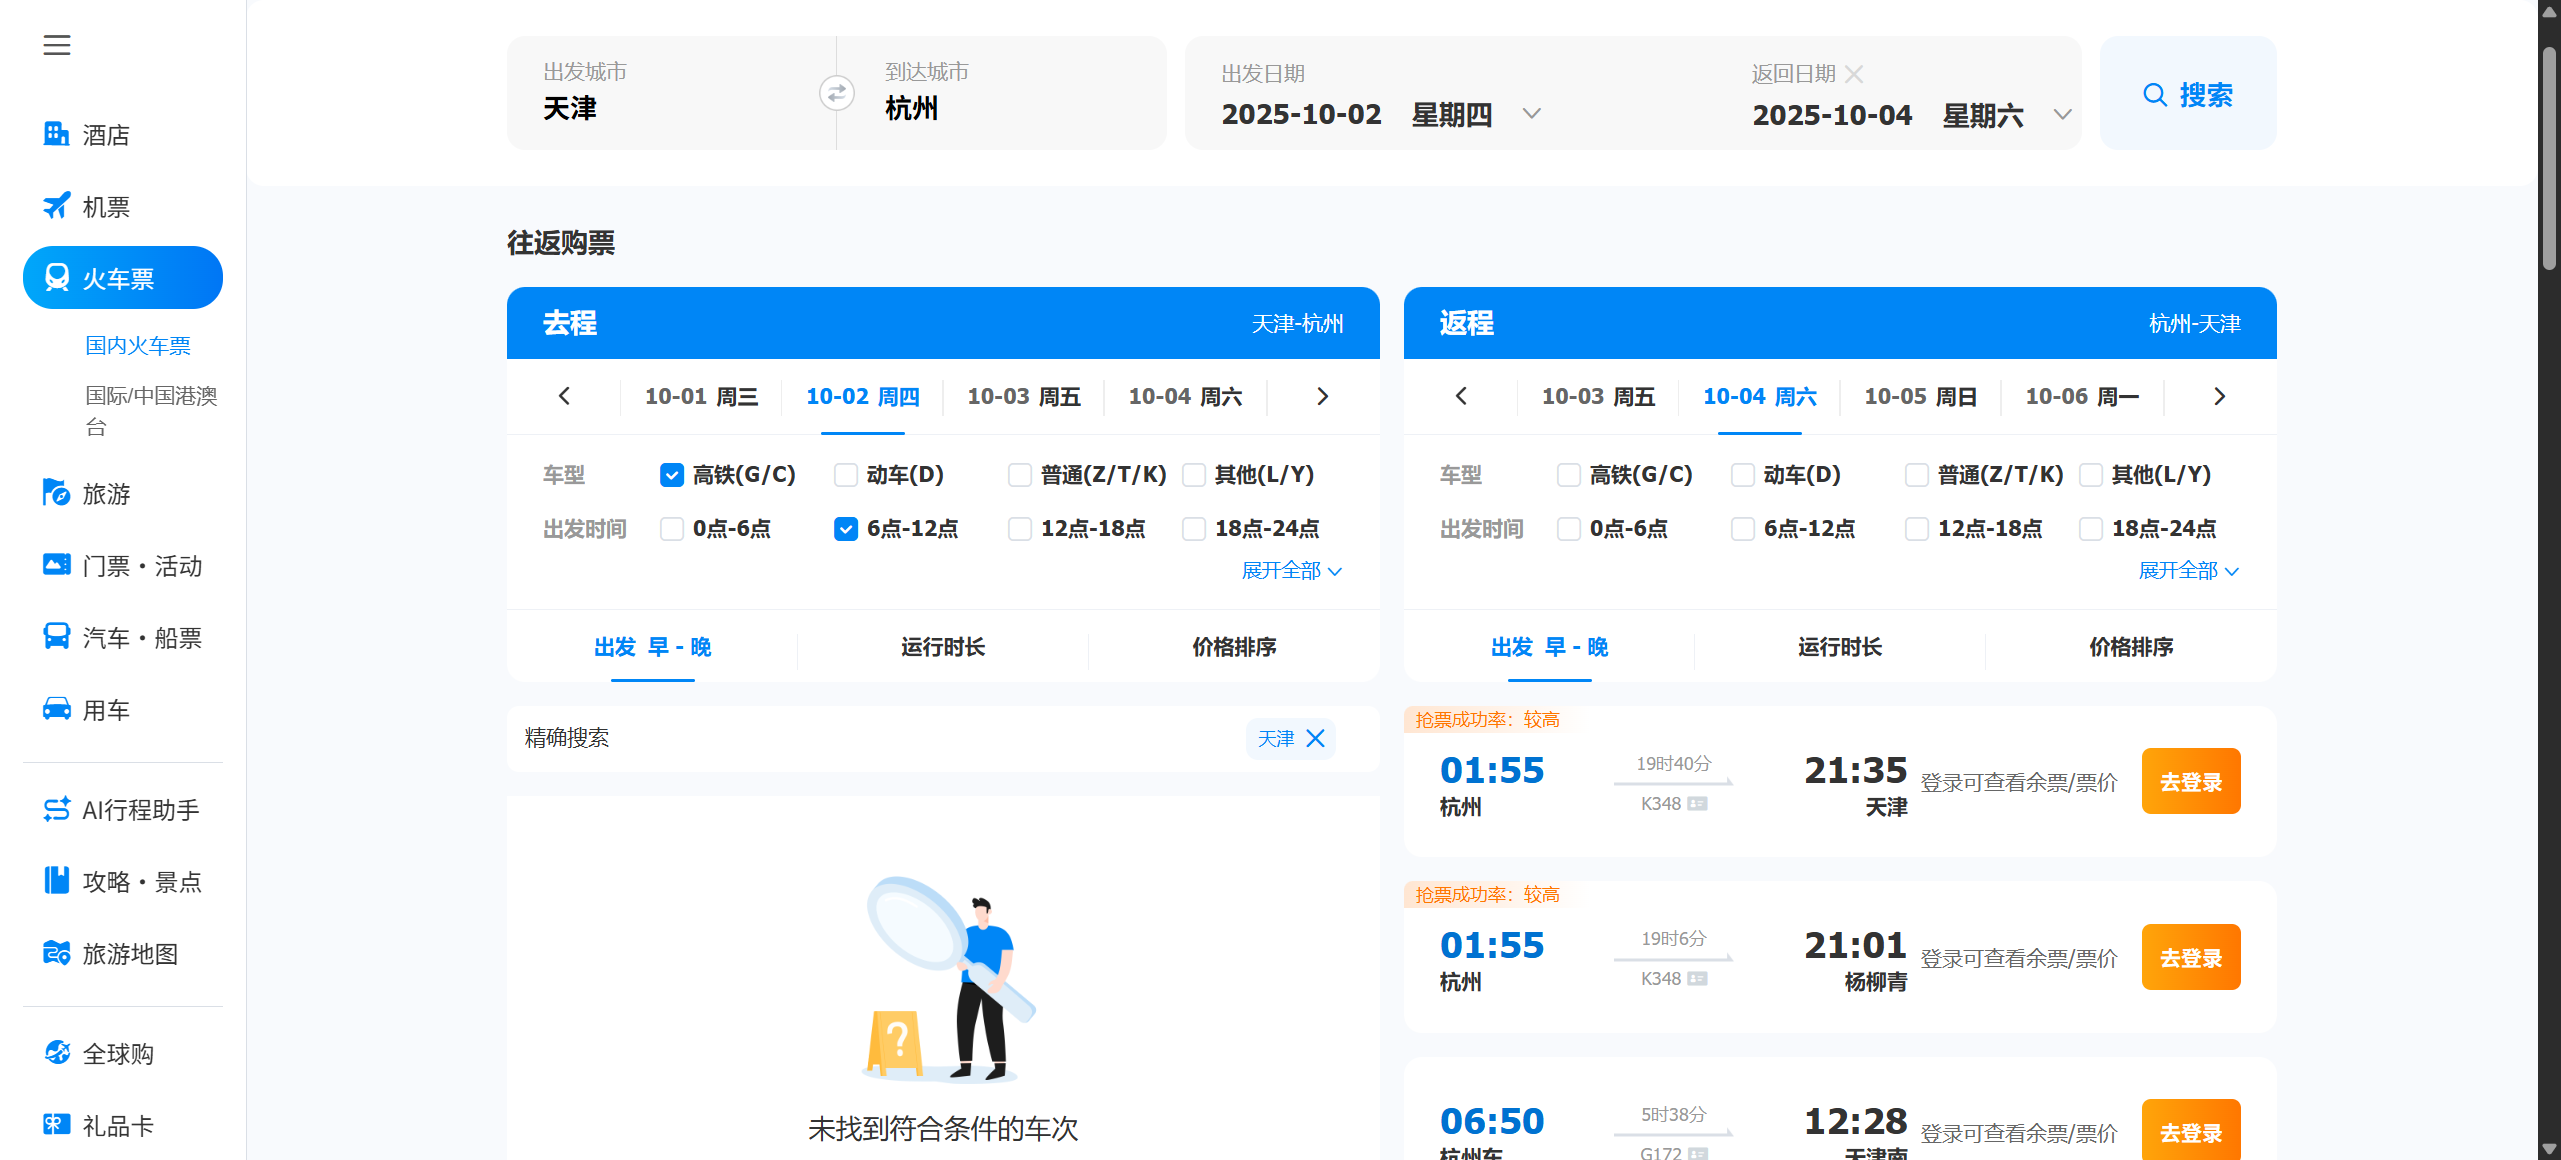 酒店
机票
火车票
国内火车票
国际/中国港澳
台
旅游
门票·活动
汽车·船票
用车
AI行程助手
攻略·景点
旅游地图
全球购
礼品卡
出发城市
天津
到达城市
杭州
出发日期
2025-10-02 星期四
返回日期
2025-10-04 星期六
搜索
往返购票
去程 天津-杭州
10-01 周三 10-02 周四 10-03 周五 10-04 周六
车型 高铁(G/C) 动车(D) 普通(Z/T/K) 其他(L/Y)
出发时间 0点-6点 6点-12点 12点-18点 18点-24点
展开全部
出发 早 - 晚 运行时长 价格排序
精确搜索 天津
?
未找到符合条件的车次
返程 杭州-天津
10-03 周五 10-04 周六 10-05 周日 10-06 周一
车型 高铁(G/C) 动车(D) 普通(Z/T/K) 其他(L/Y)
出发时间 0点-6点 6点-12点 12点-18点 18点-24点
展开全部
出发 早 - 晚 运行时长 价格排序
抢票成功率：较高
01:55 19时40分 21:35 登录可查看余票/票价 去登录
杭州 K348 天津
抢票成功率：较高
01:55 19时6分 21:01 登录可查看余票/票价 去登录
杭州 K348 杨柳青
06:50 5时38分 12:28 登录可查看余票/票价 去登录
杭州东 G172 天津南